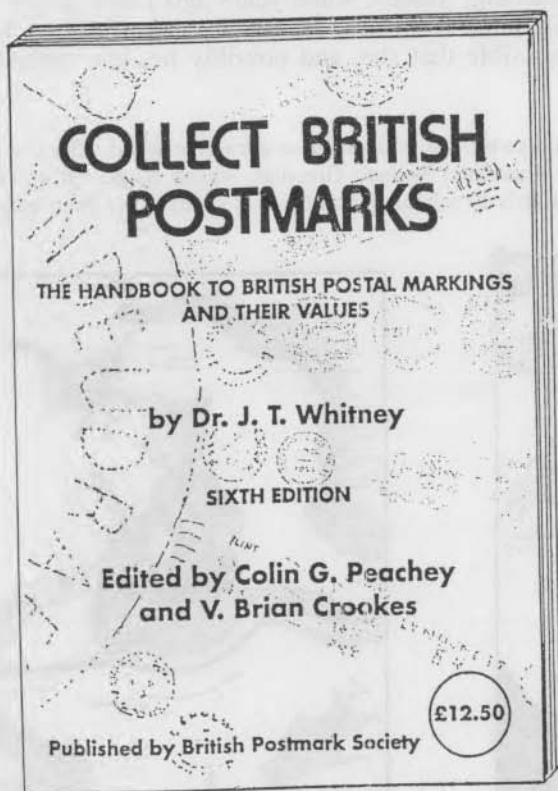 COLLECT BRITISH
POSTMARKS
THE HANDBOOK TO BRITISH POSTAL MARKINGS
AND THEIR VALUES
by Dr. J. T. Whitney
SIXTH EDITION
FLINT
Edited by Colin G. Peachey
and V. Brian Crookes
£12.50
Published by British Postmark Society